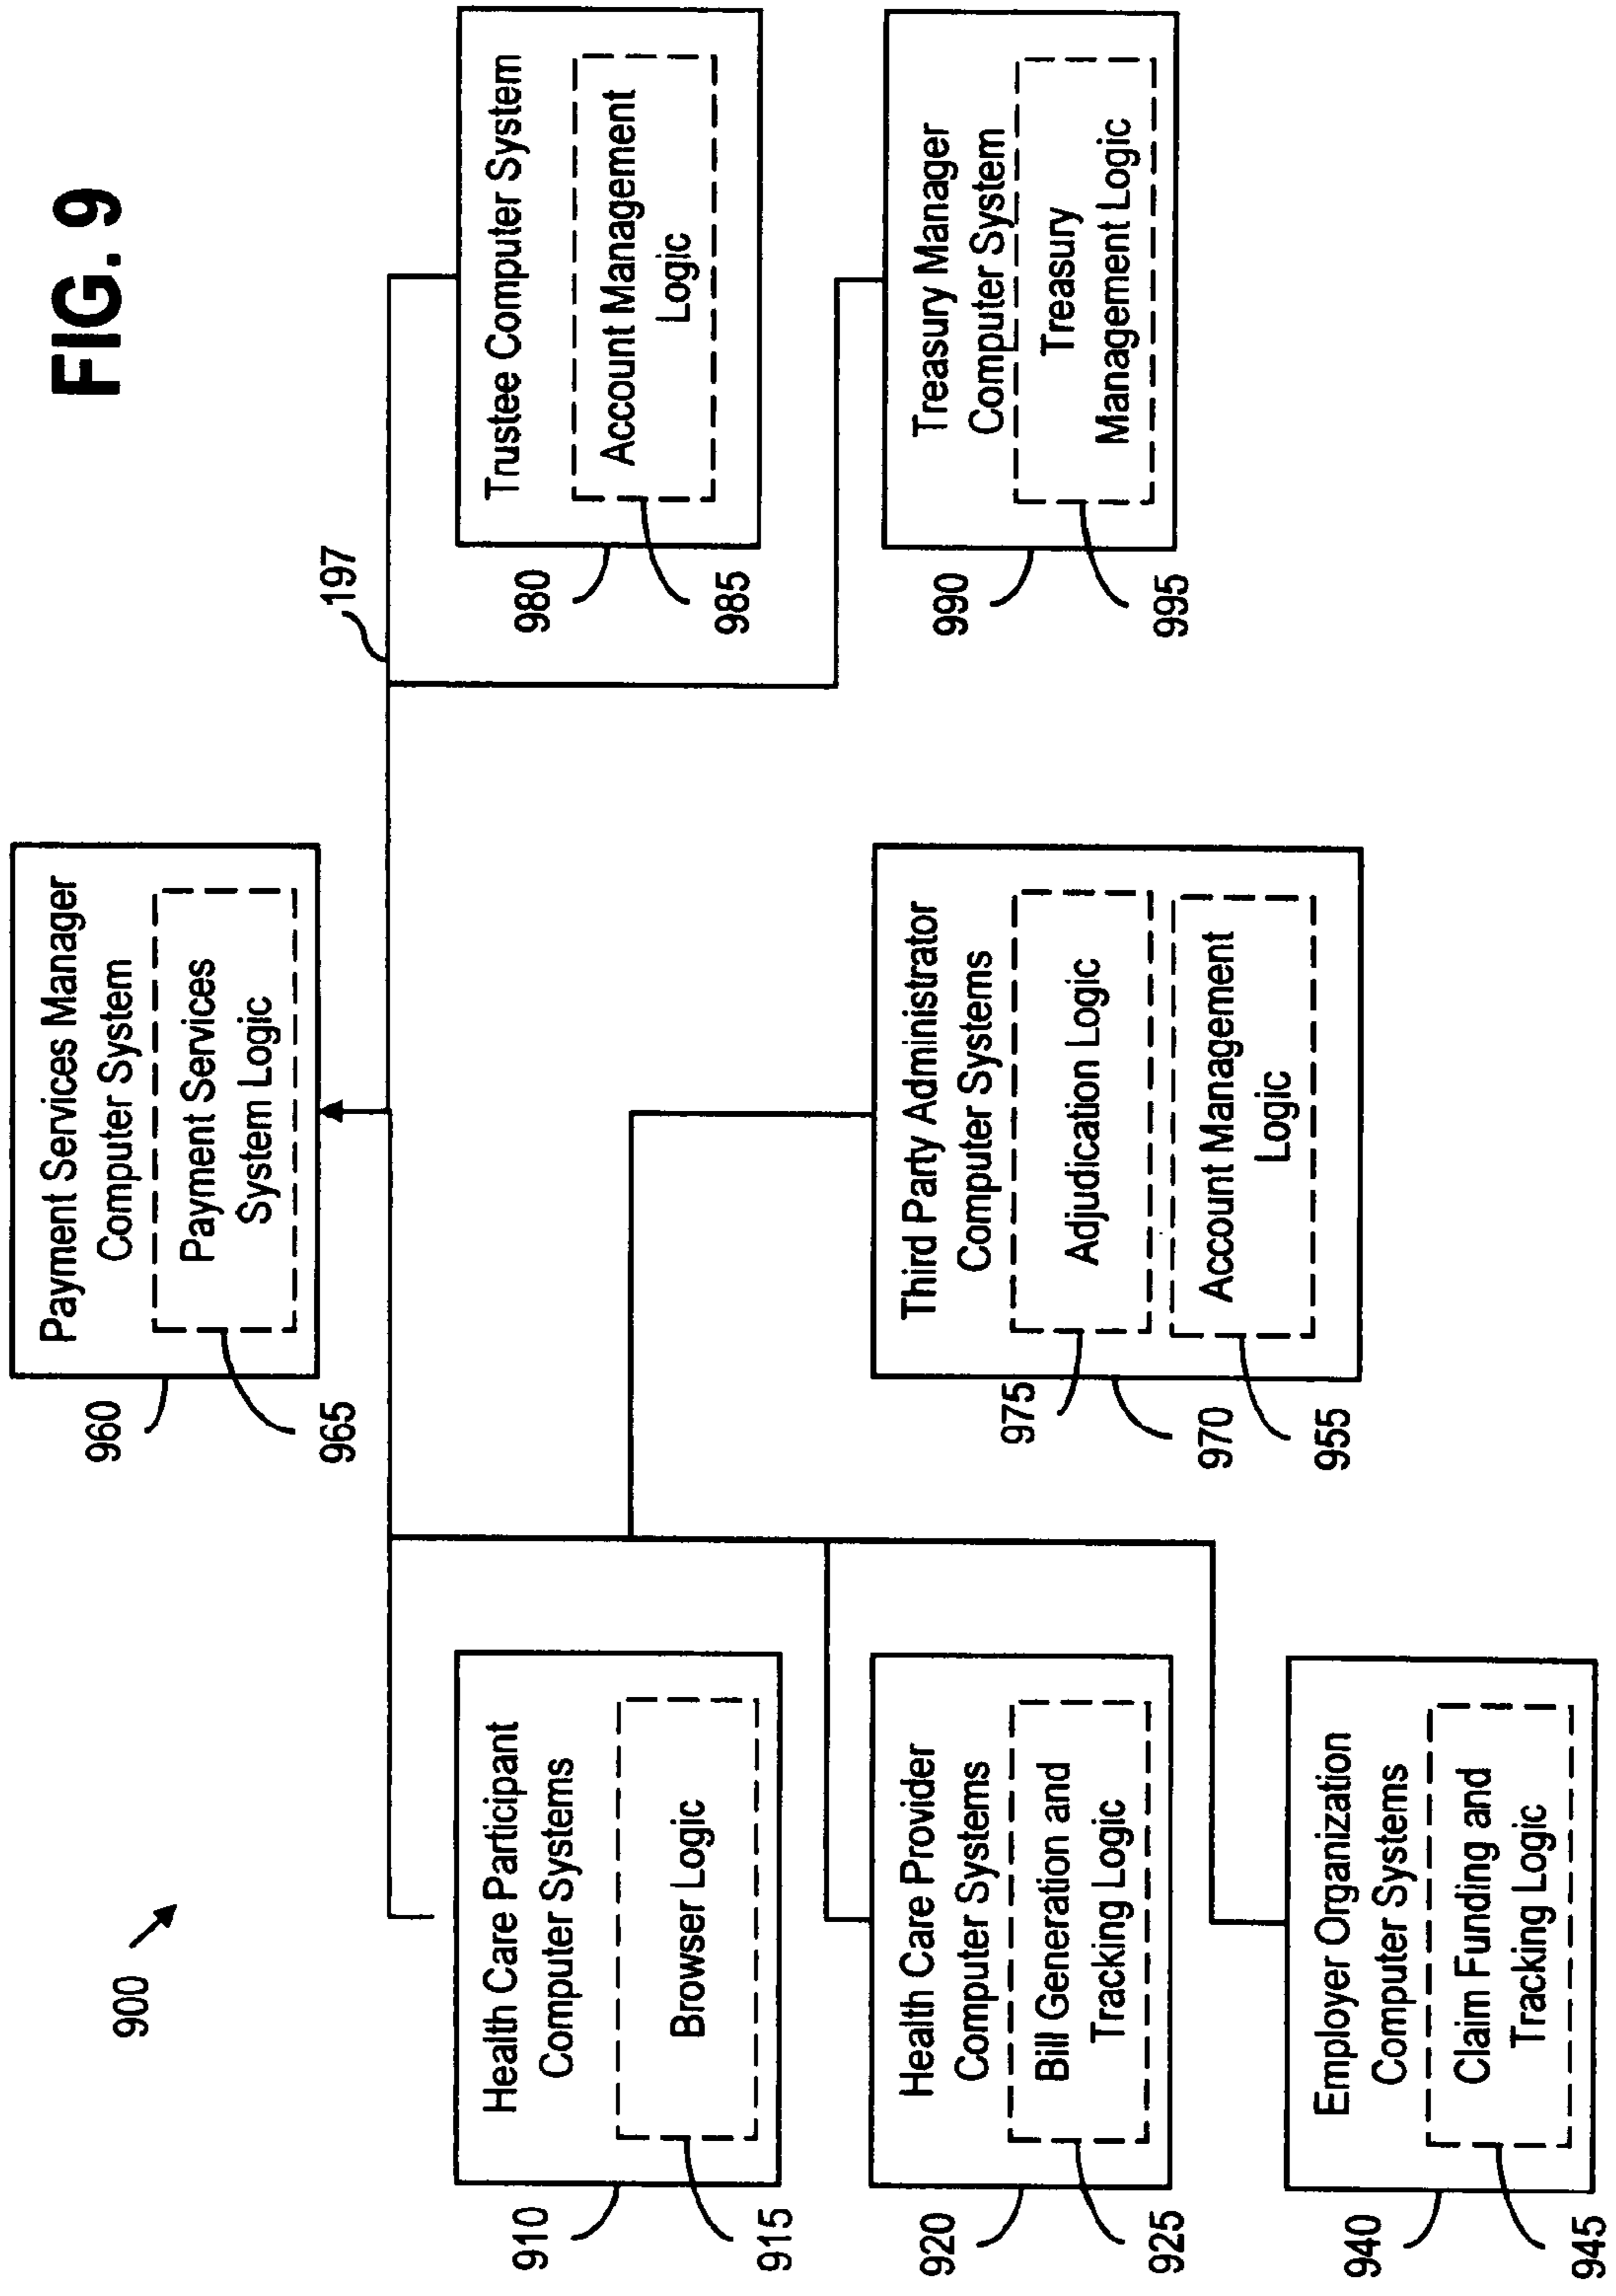 FIG. 9
900
Payment Services Manager
Computer System
Payment Services
System Logic
960
965
197
Health Care Participant
Computer Systems
Browser Logic
910
915
Health Care Provider
Computer Systems
Bill Generation and
Tracking Logic
920
925
Employer Organization
Computer Systems
Claim Funding and
Tracking Logic
940
945
Third Party Administrator
Computer Systems
Adjudication Logic
Account Management
Logic
975
970
955
Trustee Computer System
Account Management
Logic
980
985
Treasury Manager
Computer System
Treasury
Management Logic
990
995